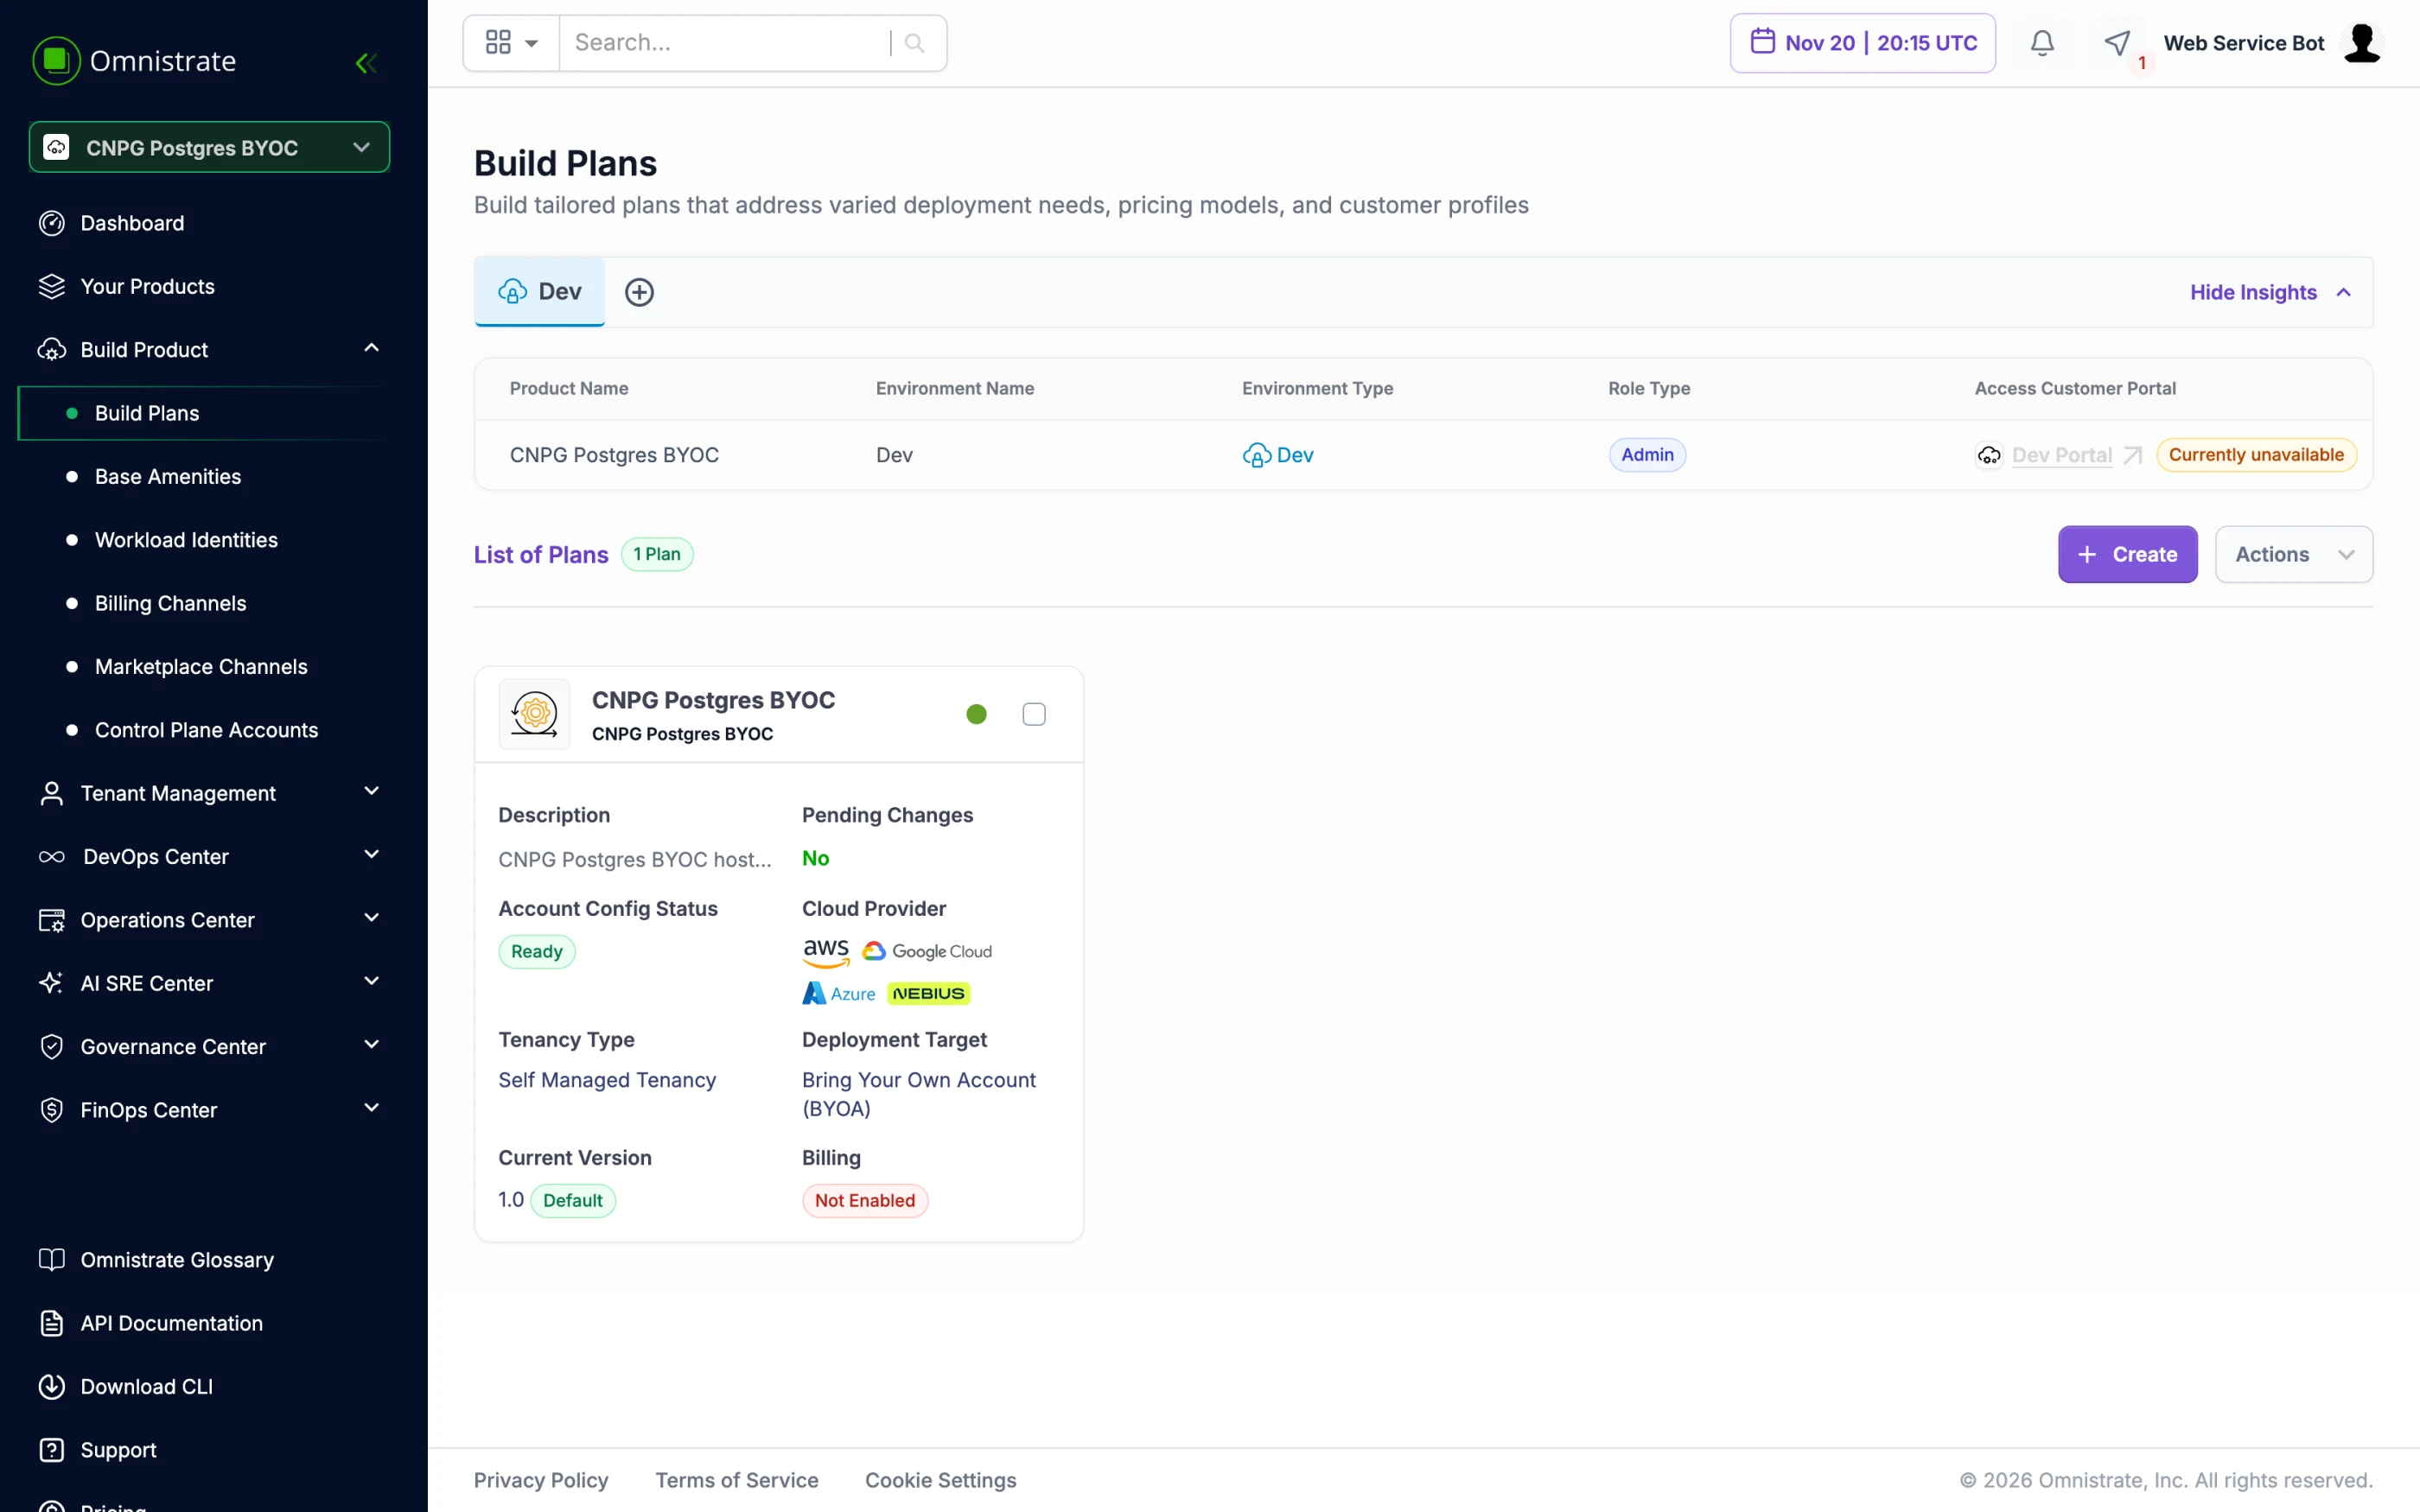 Omnistrate
CNPG Postgres BYOC
Dashboard
Your Products
Build Product
Build Plans
Base Amenities
Workload Identities
Billing Channels
Marketplace Channels
Control Plane Accounts
Tenant Management
DevOps Center
Operations Center
AI SRE Center
Governance Center
FinOps Center
Omnistrate Glossary
API Documentation
Download CLI
Support
Pricing
Search...
Nov 20 | 20:15 UTC
1
Web Service Bot
Build Plans
Build tailored plans that address varied deployment needs, pricing models, and customer profiles
Dev
Hide Insights
Product Name Environment Name Environment Type Role Type Access Customer Portal
CNPG Postgres BYOC Dev Dev Admin Dev Portal Currently unavailable
List of Plans 1 Plan
Create
Actions
CNPG Postgres BYOC
CNPG Postgres BYOC
Description Pending Changes
CNPG Postgres BYOC host... No
Account Config Status Cloud Provider
Ready aws Google Cloud
Azure NEBIUS
Tenancy Type Deployment Target
Self Managed Tenancy Bring Your Own Account
(BYOA)
Current Version Billing
1.0 Default Not Enabled
Privacy Policy Terms of Service Cookie Settings
© 2026 Omnistrate, Inc. All rights reserved.